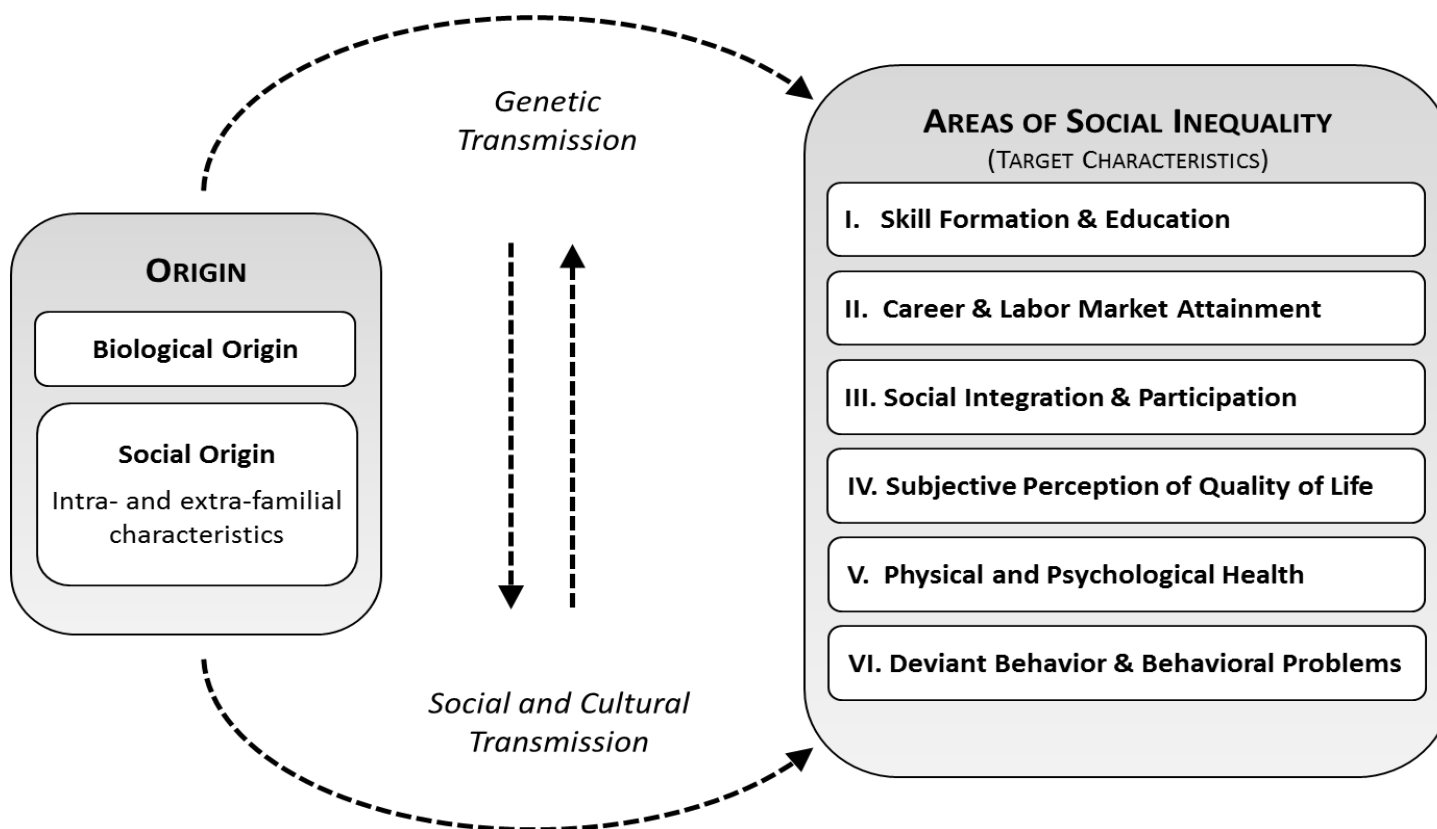 Genetic
Transmission
ORIGIN
Biological Origin
Social Origin
Intra- and extra-familial
characteristics
Social and Cultural
Transmission
AREAS OF SOCIAL INEQUALITY
(TARGET CHARACTERISTICS)
I. Skill Formation & Education
II. Career & Labor Market Attainment
III. Social Integration & Participation
IV. Subjective Perception of Quality of Life
V. Physical and Psychological Health
VI. Deviant Behavior & Behavioral Problems